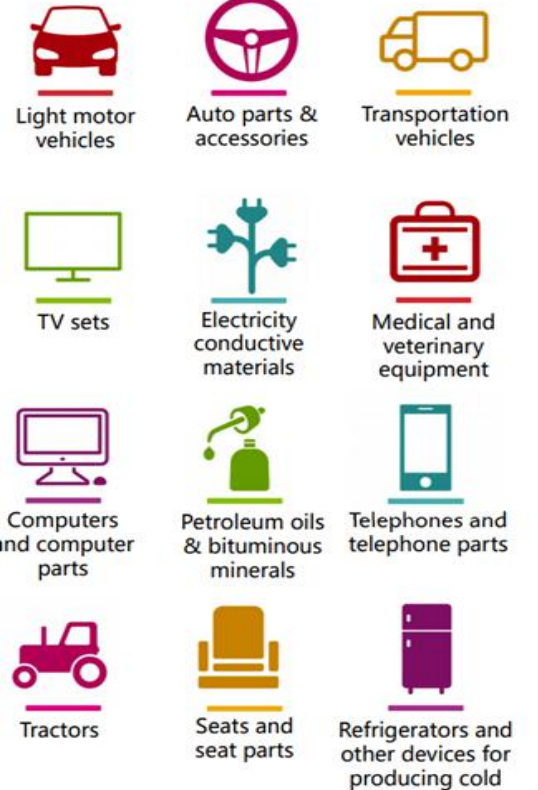 Light motor
vehicles
Auto parts &
accessories
Transportation
vehicles
TV sets
Electricity
conductive
materials
Medical and
veterinary
equipment
Computers
and computer
parts
Petroleum oils
& bituminous
minerals
Telephones and
telephone parts
Tractors
Seats and
seat parts
Refrigerators and
other devices for
producing cold